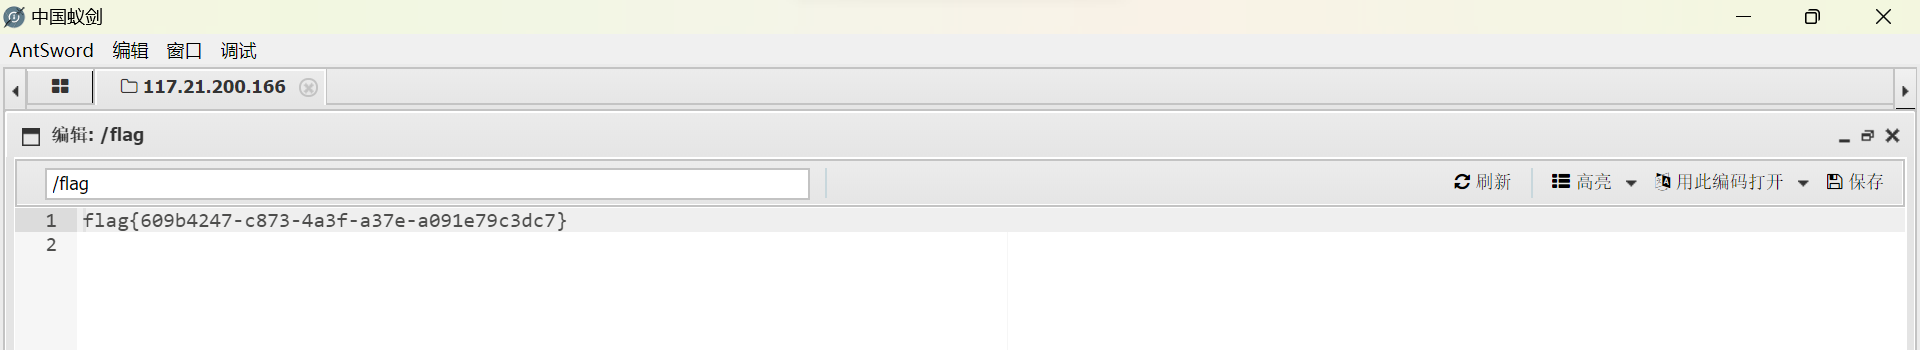 中国蚁剑
AntSword 编辑 窗口 调试
117.21.200.166
编辑: /flag
/flag 刷新 高亮 用此编码打开 保存
1 flag{609b4247-c873-4a3f-a37e-a091e79c3dc7}
2